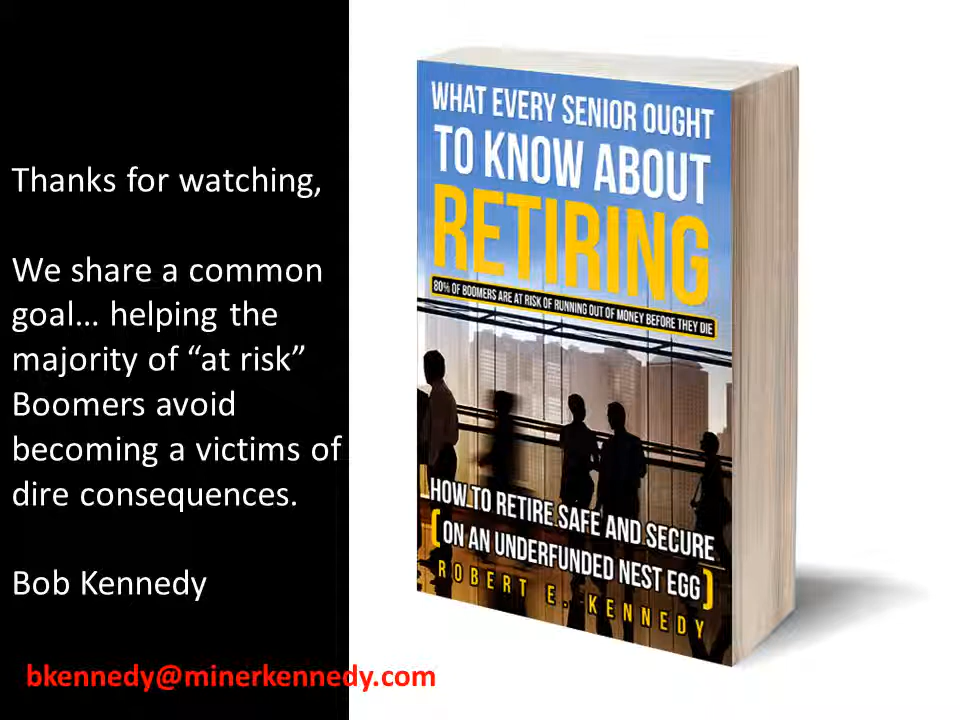 Thanks for watching,
We share a common
goal... helping the
majority of “at risk”
Boomers avoid
becoming a victims of
dire consequences.
Bob Kennedy
bkennedy@minerkennedy.com
WHAT EVERY SENIOR OUGHT
TO KNOW ABOUT
RETIRING
80% OF BOOMERS ARE AT RISK OF RUNNING OUT OF MONEY BEFORE THEY DIE
HOW TO RETIRE SAFE AND SECURE
(ON AN UNDERFUNDED NEST EGG)
ROBERT E. KENNEDY